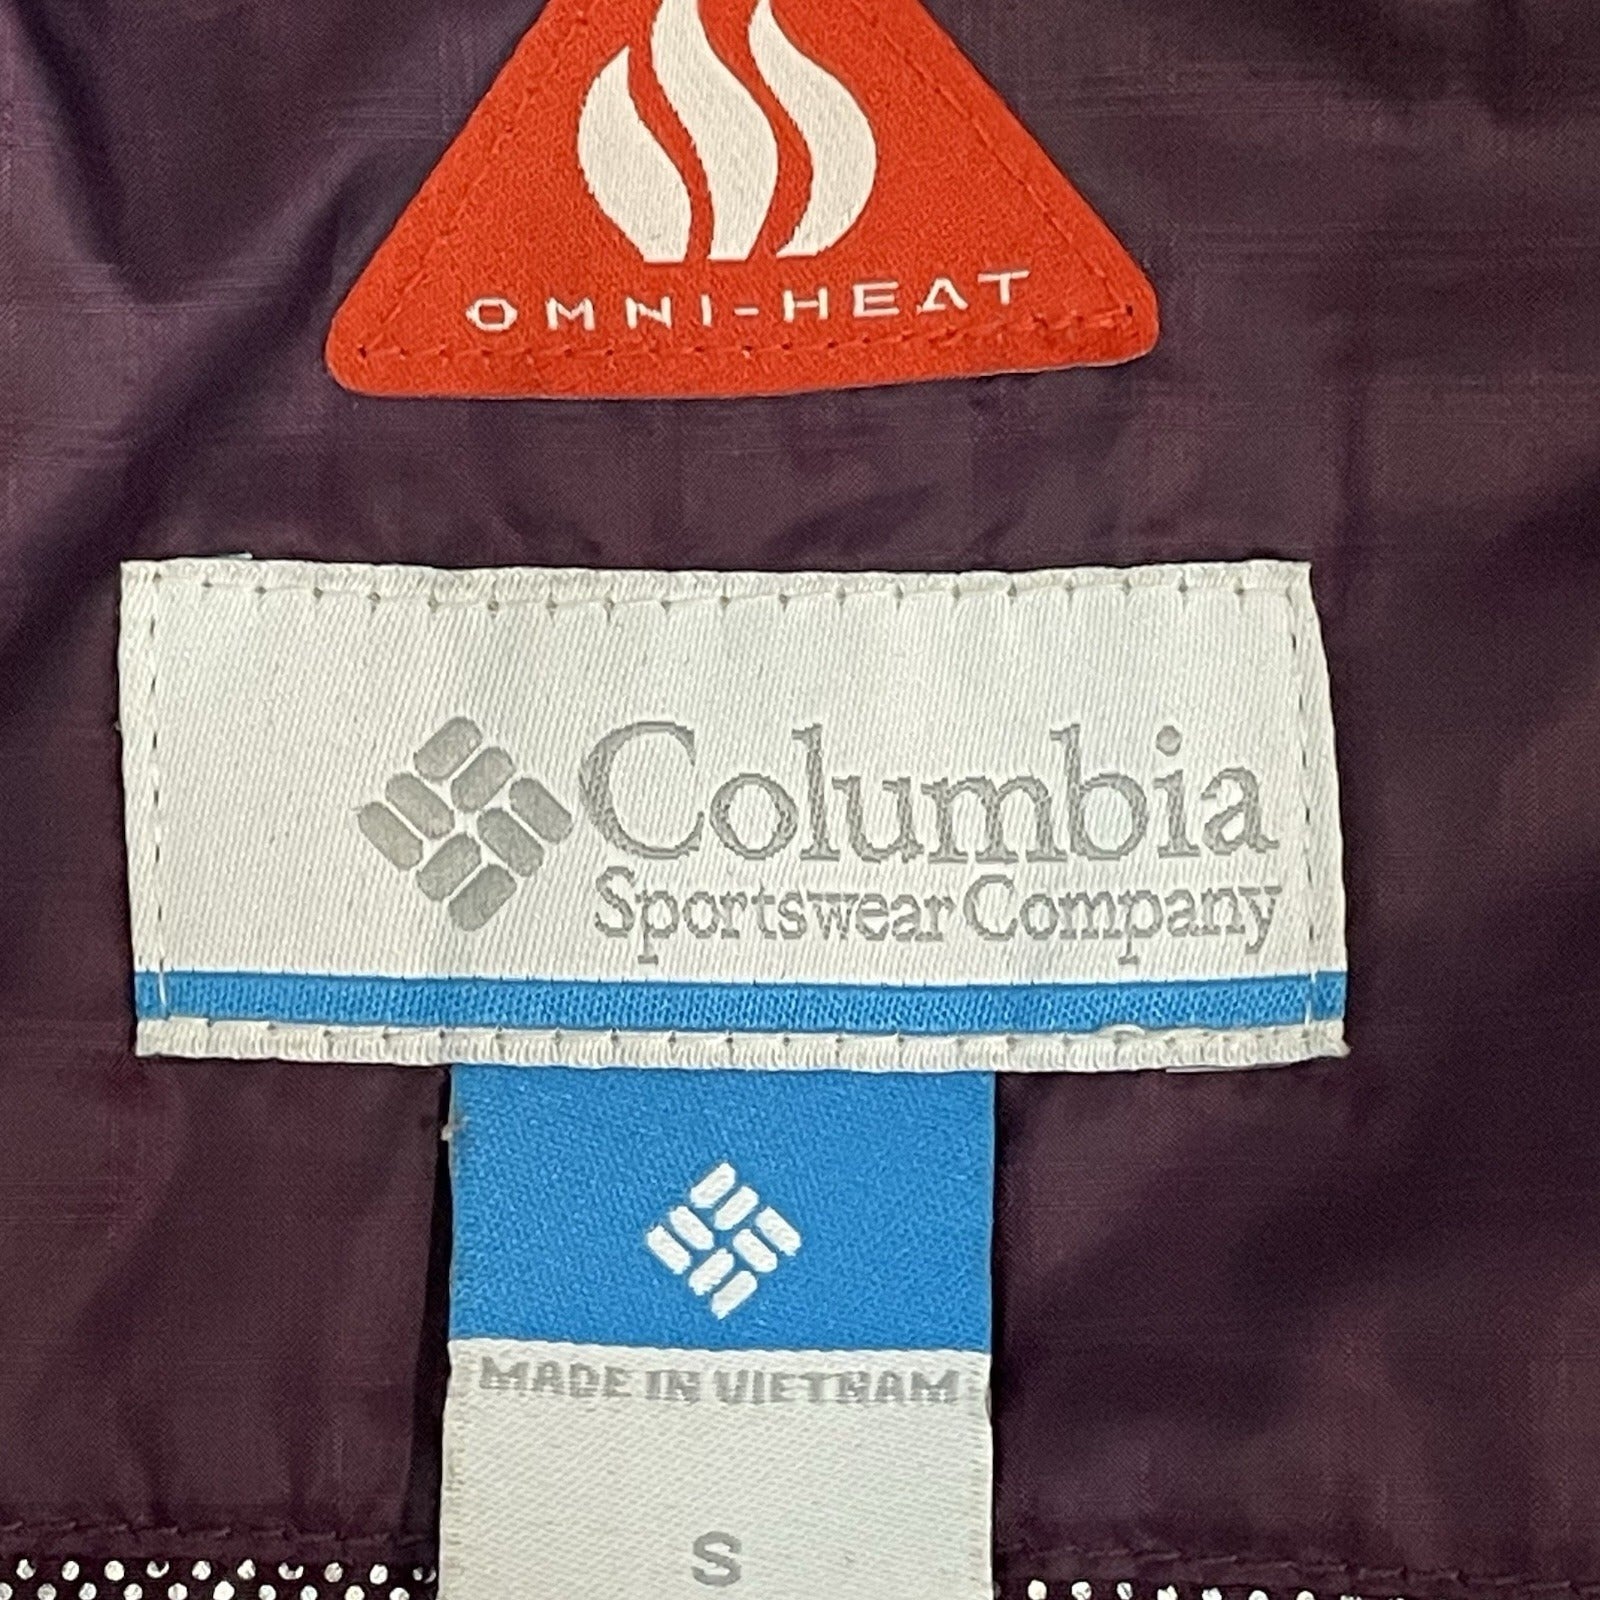 OMNI-HEAT
Columbia
Sportswear Company
MADE IN VIETNAM
S